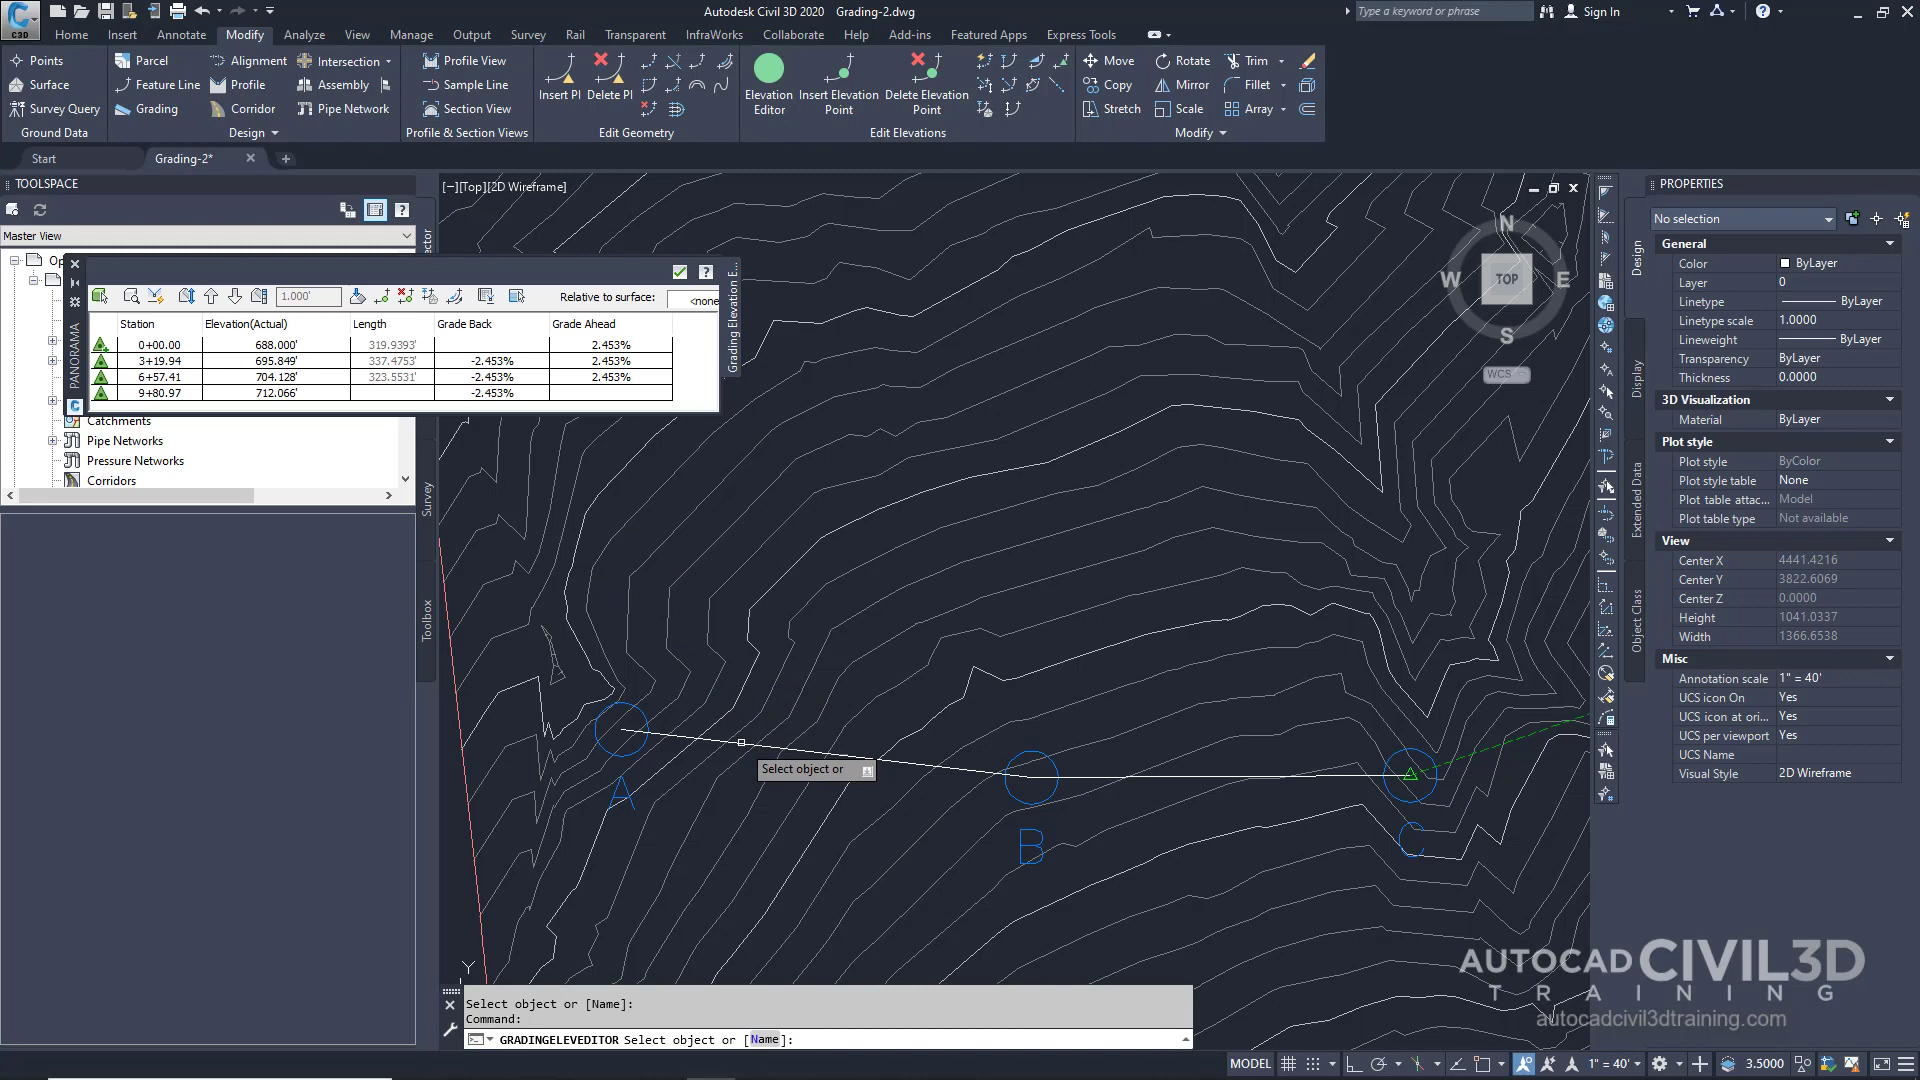 C3D
Autodesk Civil 3D 2020 Grading-2.dwg
Type a keyword or phrase
Sign In
Home Insert Annotate Modify Analyze View Manage Output Survey Rail Transparent InfraWorks Collaborate Help Add-ins Featured Apps Express Tools
Points Parcel Alignment Intersection Profile View Move Rotate Trim
Surface Feature Line Profile Assembly Sample Line Insert PI Delete PI Elevation Editor Insert Elevation Point Delete Elevation Point Copy Mirror Fillet
Survey Query Grading Corridor Pipe Network Section View Stretch Scale Array
Ground Data Design Profile & Section Views Edit Geometry Edit Elevations Modify
Start Grading-2*
TOOLSPACE
Master View
Op
[−][Top][2D Wireframe]
PANORAMA
1.000'
Relative to surface: <none
Grading Elevation E...
Station Elevation(Actual) Length Grade Back Grade Ahead
0+00.00 688.000' 319.9393' 2.453%
3+19.94 695.849' 337.4753' -2.453% 2.453%
6+57.41 704.128' 323.5531' -2.453% 2.453%
9+80.97 712.066' -2.453%
Catchments
Pipe Networks
Pressure Networks
Corridors
ector
Survey
Toolbox
N
W TOP E
S
WCS
A
B
C
Select object or
Y
Select object or [Name]:
Command:
GRADINGELEVEDITOR Select object or [Name]:
PROPERTIES
No selection
Design
Display
Extended Data
Object Class
General
Color ByLayer
Layer 0
Linetype ByLayer
Linetype scale 1.0000
Lineweight ByLayer
Transparency ByLayer
Thickness 0.0000
3D Visualization
Material ByLayer
Plot style
Plot style ByColor
Plot style table None
Plot table attac... Model
Plot table type Not available
View
Center X 4441.4216
Center Y 3822.6069
Center Z 0.0000
Height 1041.0337
Width 1366.6538
Misc
Annotation scale 1" = 40'
UCS icon On Yes
UCS icon at ori... Yes
UCS per viewport Yes
UCS Name
Visual Style 2D Wireframe
AUTOCAD CIVIL3D
TRAINING
autocadcivil3dtraining.com
MODEL 1" = 40' 3.5000